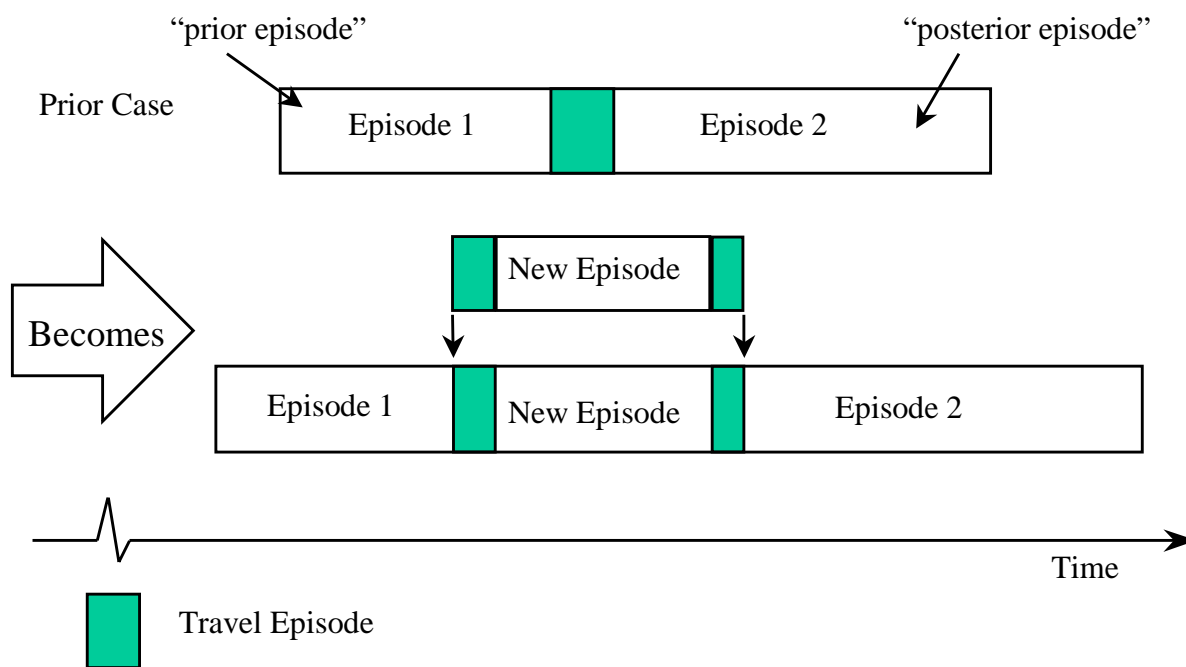 “prior episode”
“posterior episode”
Prior Case
Episode 1
Episode 2
New Episode
Becomes
Episode 1
New Episode
Episode 2
Time
Travel Episode